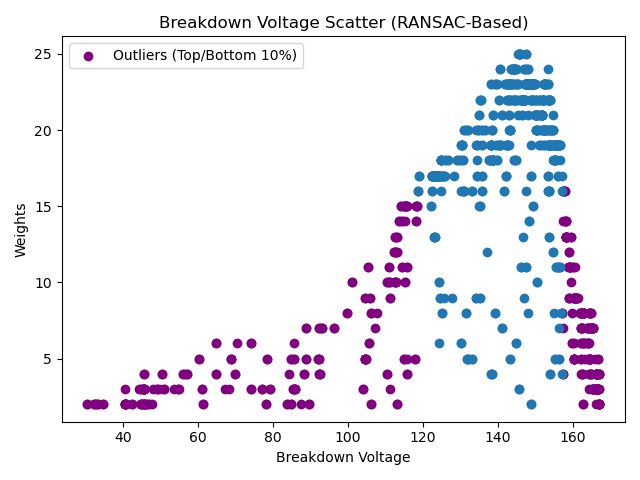 Breakdown Voltage Scatter (RANSAC-Based)
Outliers (Top/Bottom 10%)
25
20
15
10
5
Weights
40 60 80 100 120 140 160
Breakdown Voltage